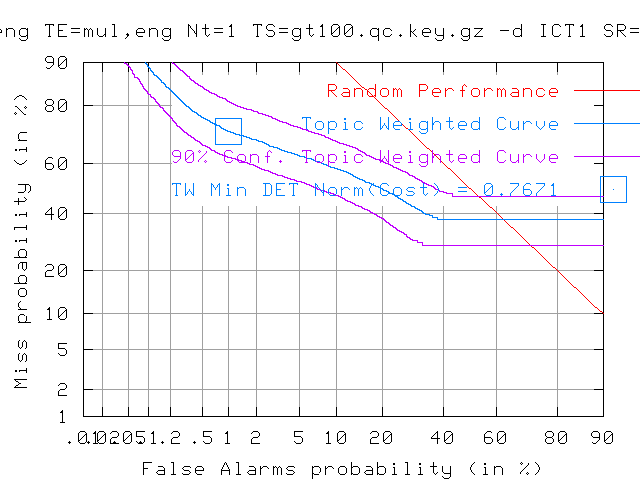 eng TE=mul,eng Nt=1 TS=gt100.qc.key.gz -d ICT1 SR=
90
80
60
40
20
10
5
2
1
Miss probability (in %)
Random Performance
Topic Weighted Curve
90% Conf. Topic Weighted Curve
TW Min DET Norm(Cost) = 0.7671
.5 1 2 5 10 20 40 60 80 90
False Alarms probability (in %)